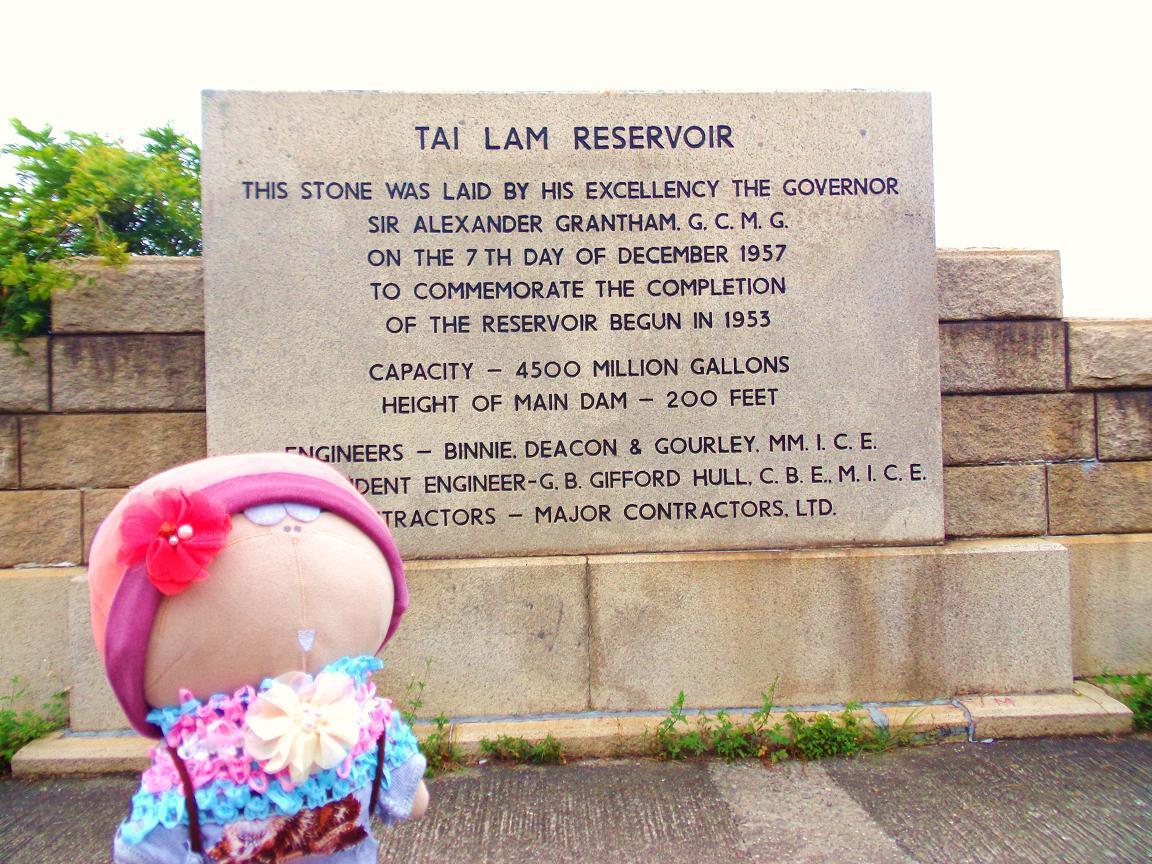 TAI LAM RESERVOIR
THIS STONE WAS LAID BY HIS EXCELLENCY THE GOVERNOR
SIR ALEXANDER GRANTHAM. G. C. M. G.
ON THE 7TH DAY OF DECEMBER 1957
TO COMMEMORATE THE COMPLETION
OF THE RESERVOIR BEGUN IN 1953
CAPACITY – 4500 MILLION GALLONS
HEIGHT OF MAIN DAM – 200 FEET
ENGINEERS – BINNIE, DEACON & GOURLEY, MM. I. C. E.
ENGINEER-G. B. GIFFORD HULL, C. B. E., M. I. C. E.
– MAJOR CONTRACTORS, LTD.